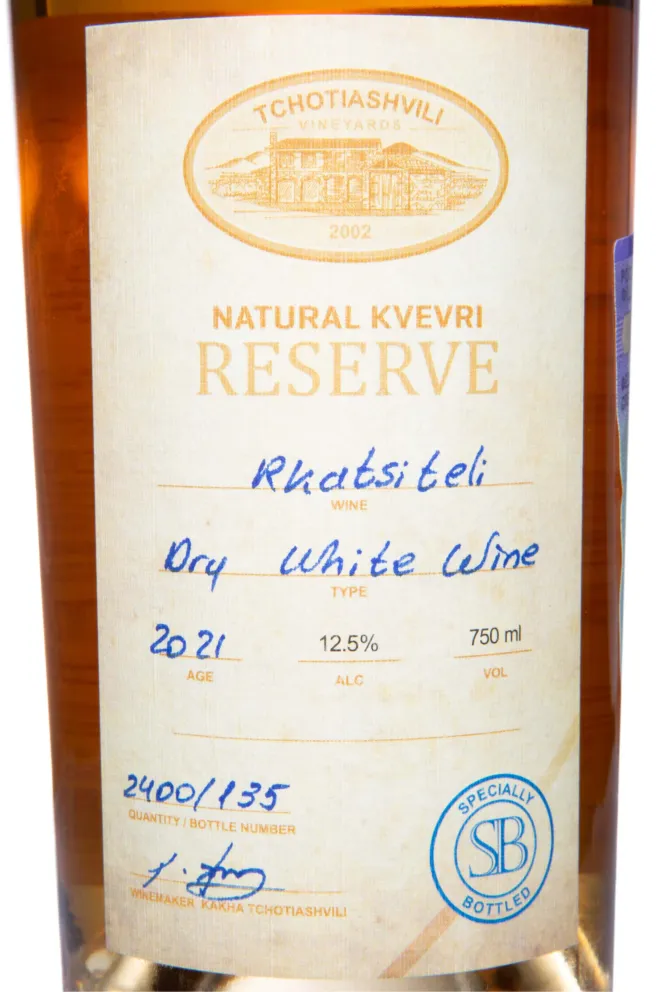 TCHOTIASHVILI
VINEYARDS
2002
NATURAL KVEVRI
RESERVE
Rkatsiteli
WINE
Dry White Wine
TYPE
2021 12.5% 750 ml
AGE ALC VOL
2400/135
QUANTITY / BOTTLE NUMBER
WINEMAKER KAKHA TCHOTIASHVILI
SPECIALLY
SB
BOTTLED